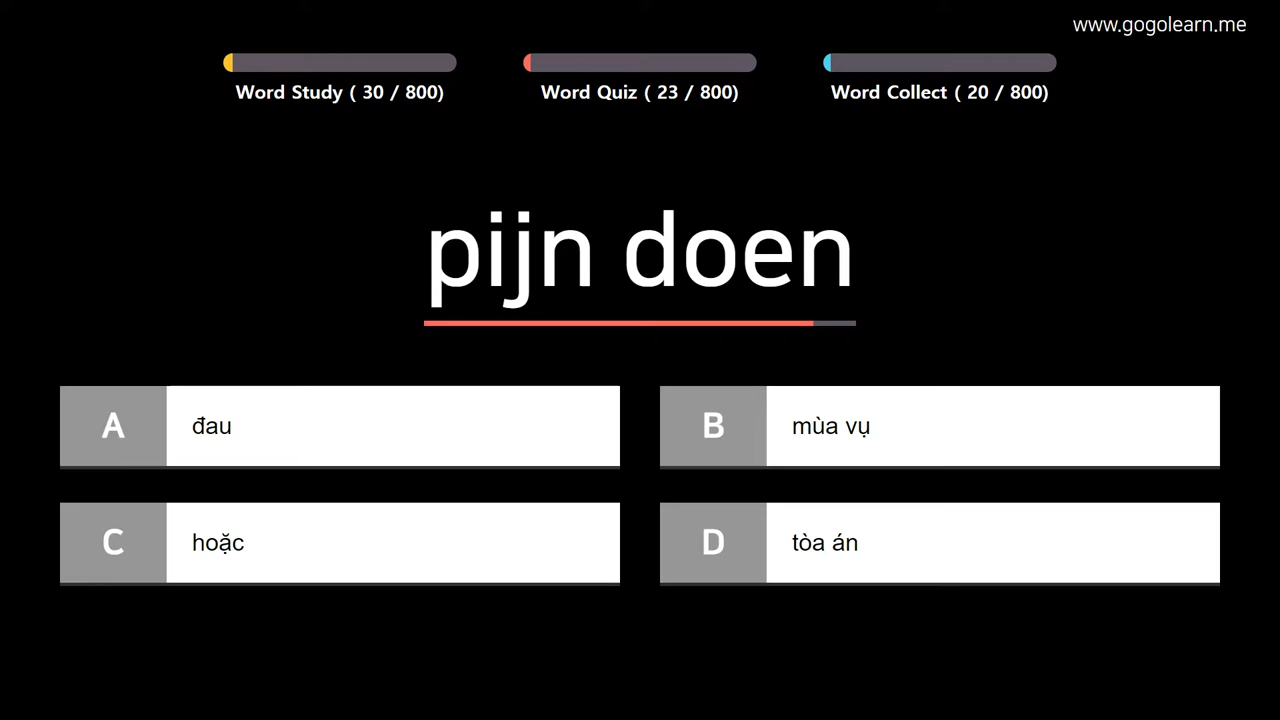 www.gogolearn.me
Word Study ( 30 / 800)
Word Quiz ( 23 / 800)
Word Collect ( 20 / 800)
pijn doen
A đau
B mùa vụ
C hoặc
D tòa án